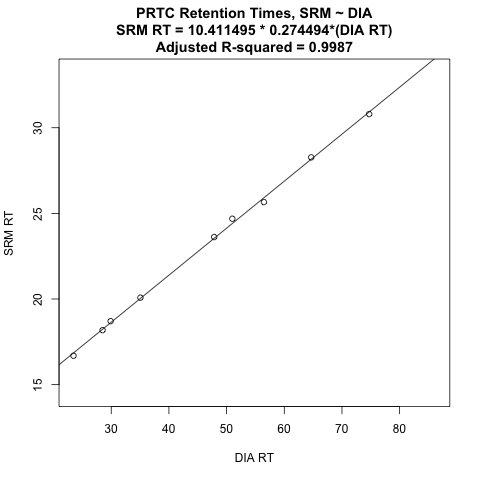 PRTC Retention Times, SRM ~ DIA
SRM RT = 10.411495 * 0.274494*(DIA RT)
Adjusted R-squared = 0.9987
SRM RT
30
25
20
15
30 40 50 60 70 80
DIA RT